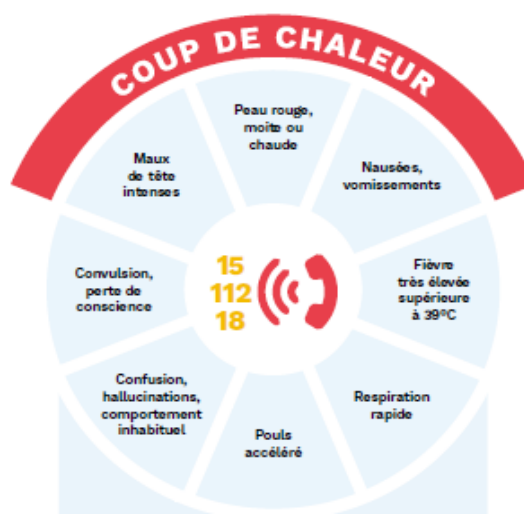 COUP DE CHALEUR
Peau rouge,
moite ou
chaude
Nausées,
vomissements
Fièvre
très élevée
supérieure
à 39°C
Respiration
rapide
Pouls
accéléré
Confusion,
hallucinations,
comportement
inhabituel
Convulsion,
perte de
conscience
Maux
de tête
intenses
15
112
18